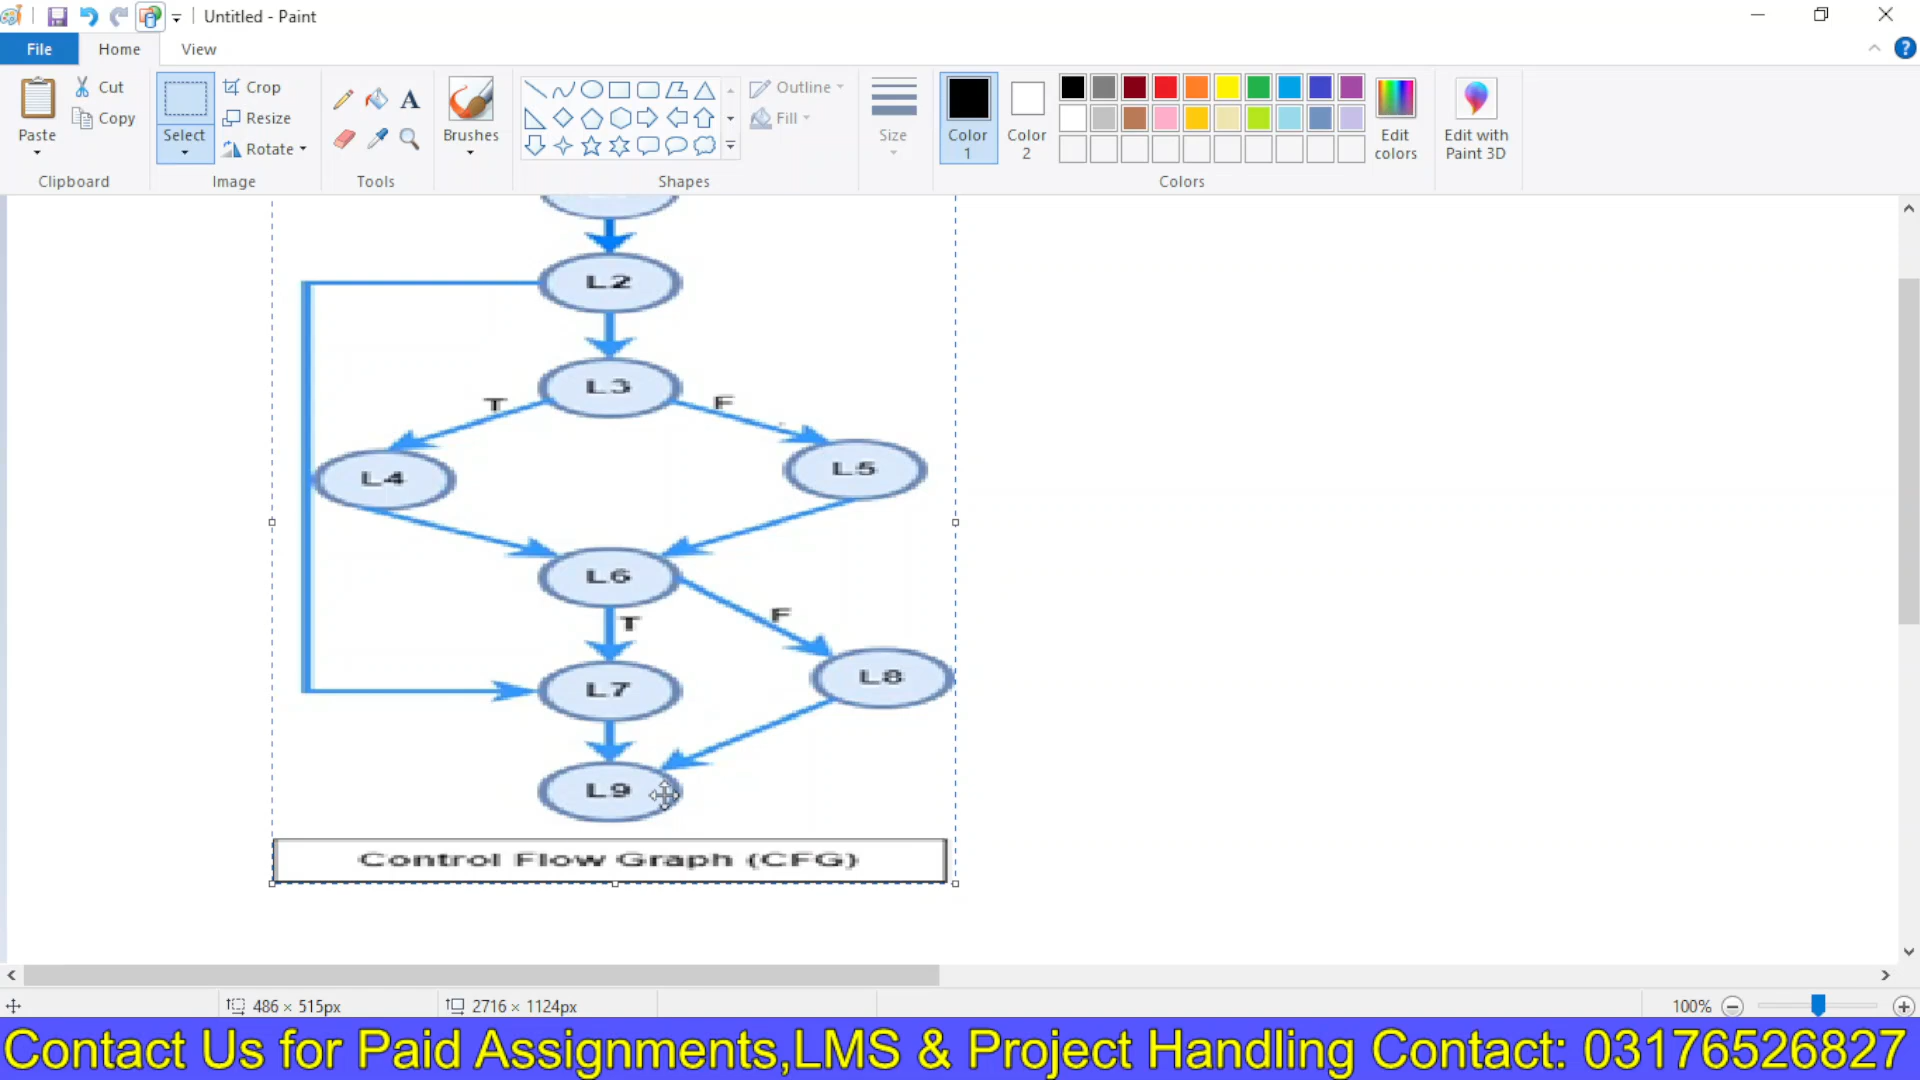 Untitled - Paint
File
Home
View
Paste
Cut
Copy
Clipboard
Select
Crop
Resize
Rotate
Image
Tools
Brushes
Shapes
Outline
Fill
Size
Color 1
Color 2
Edit colors
Edit with Paint 3D
Colors
L2
L3
T
F
L4
L5
L6
T
F
L7
L8
L9
Control Flow Graph (CFG)
486 × 515px
2716 × 1124px
100%
Contact Us for Paid Assignments,LMS & Project Handling Contact: 03176526827